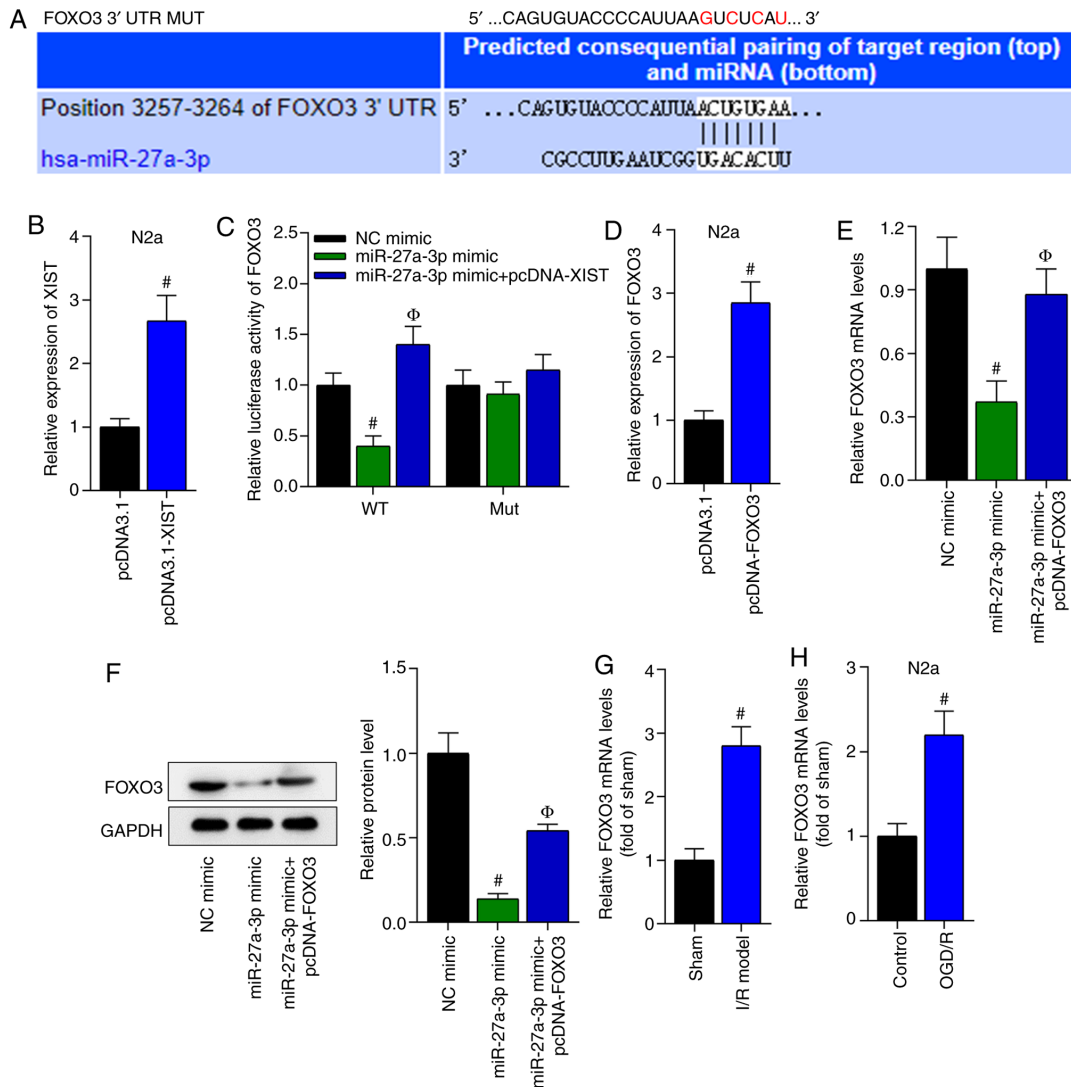 A FOXO3 3′ UTR MUT 5′ ...CAGUGUACCCCAUUAAGUCUCAU... 3′
Predicted consequential pairing of target region (top)
and miRNA (bottom)
Position 3257-3264 of FOXO3 3' UTR 5' ...CAGUGUACCCCAUUAACUGUGAA...
hsa-miR-27a-3p 3' CGCCUUGAAUCGGUGACACUU
B
N2a
Relative expression of XIST
4
3
2
1
0
#
pcDNA3.1
pcDNA3.1-XIST
C
Relative luciferase activity of FOXO3
2.5
2.0
1.5
1.0
0.5
0.0
NC mimic
miR-27a-3p mimic
miR-27a-3p mimic+pcDNA-XIST
#
Φ
WT
Mut
D
N2a
Relative expression of FOXO3
4
3
2
1
0
#
pcDNA3.1
pcDNA-FOXO3
E
Relative FOXO3 mRNA levels
1.2
0.9
0.6
0.3
0.0
#
Φ
NC mimic
miR-27a-3p mimic
miR-27a-3p mimic+
pcDNA-FOXO3
F
FOXO3
GAPDH
NC mimic
miR-27a-3p mimic
miR-27a-3p mimic+
pcDNA-FOXO3
Relative protein level
1.5
1.0
0.5
0.0
#
Φ
NC mimic
miR-27a-3p mimic
miR-27a-3p mimic+
pcDNA-FOXO3
G
Relative FOXO3 mRNA levels
(fold of sham)
4
3
2
1
0
#
Sham
I/R model
H
N2a
Relative FOXO3 mRNA levels
(fold of sham)
3
2
1
0
#
Control
OGD/R